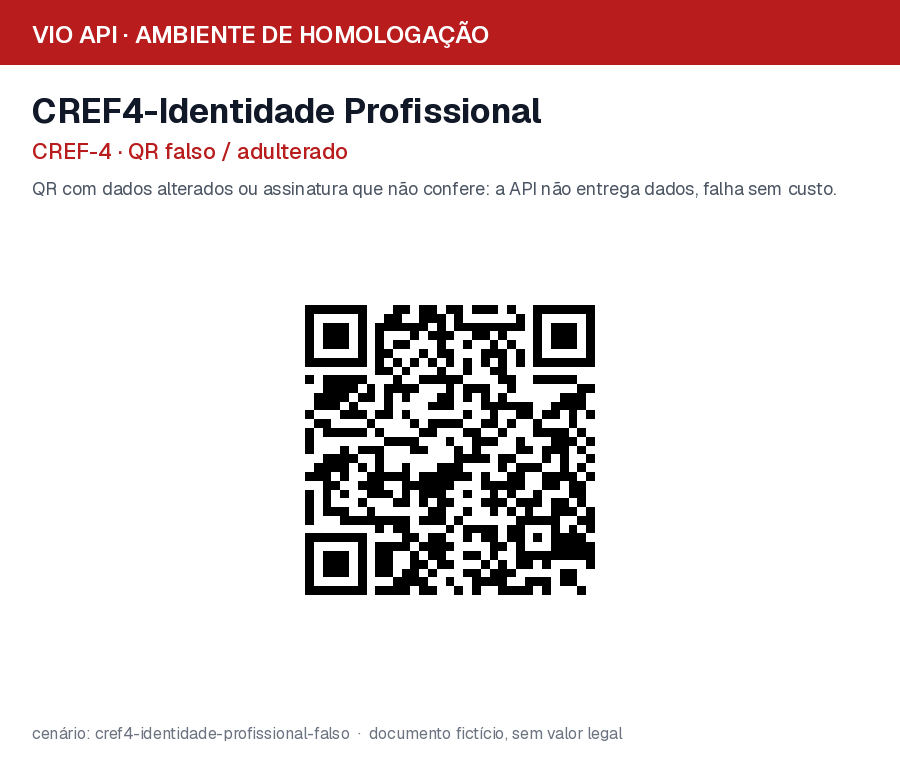 VIO API · AMBIENTE DE HOMOLOGAÇÃO
CREF4-Identidade Profissional
CREF-4 · QR falso / adulterado
QR com dados alterados ou assinatura que não confere: a API não entrega dados, falha sem custo.
cenário: cref4-identidade-profissional-falso · documento fictício, sem valor legal